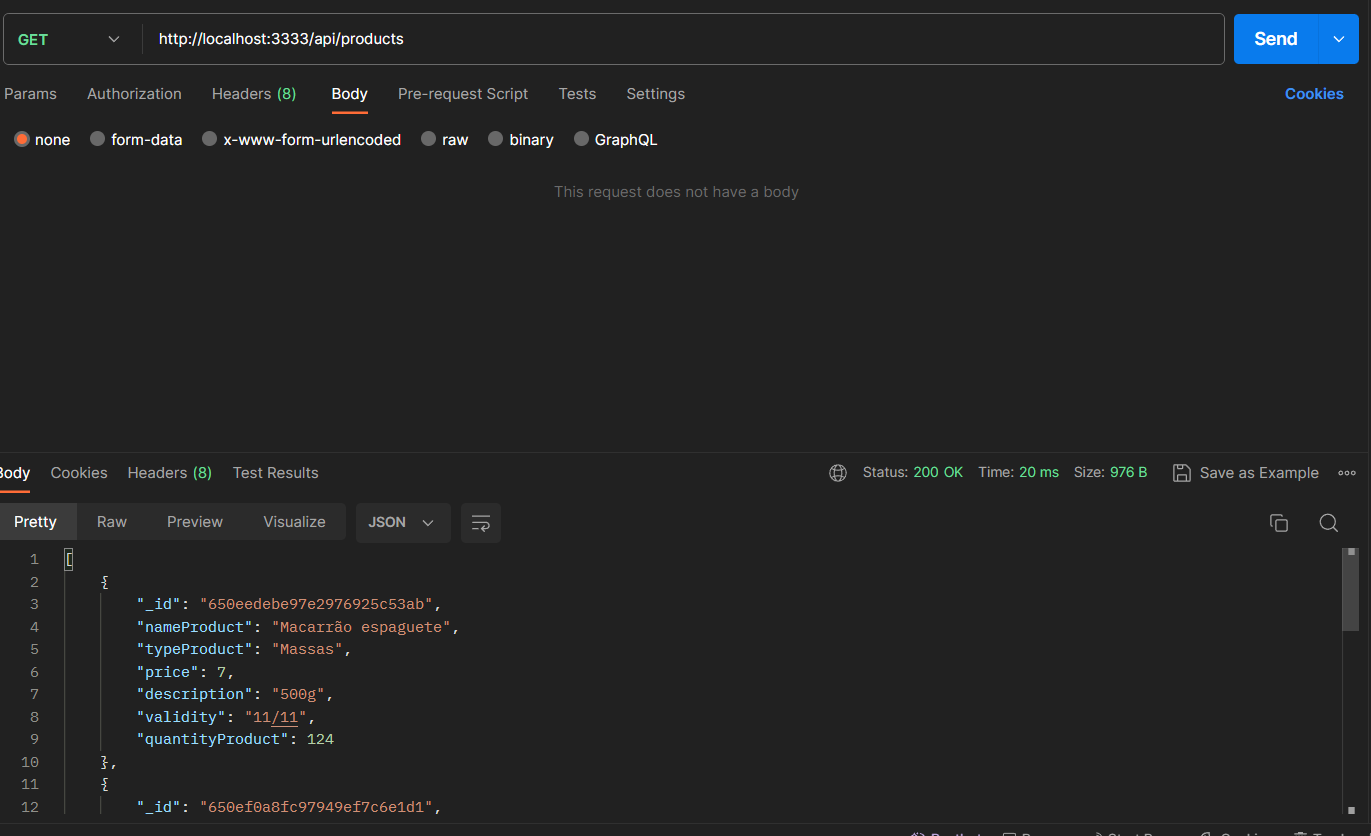 GET http://localhost:3333/api/products Send
Params Authorization Headers (8) Body Pre-request Script Tests Settings Cookies
none form-data x-www-form-urlencoded raw binary GraphQL
This request does not have a body
Body Cookies Headers (8) Test Results Status: 200 OK Time: 20 ms Size: 976 B Save as Example
Pretty Raw Preview Visualize JSON
1 [
2 {
3 "_id": "650eedebe97e2976925c53ab",
4 "nameProduct": "Macarrão espaguete",
5 "typeProduct": "Massas",
6 "price": 7,
7 "description": "500g",
8 "validity": "11/11",
9 "quantityProduct": 124
10 },
11 {
12 "_id": "650ef0a8fc97949ef7c6e1d1",